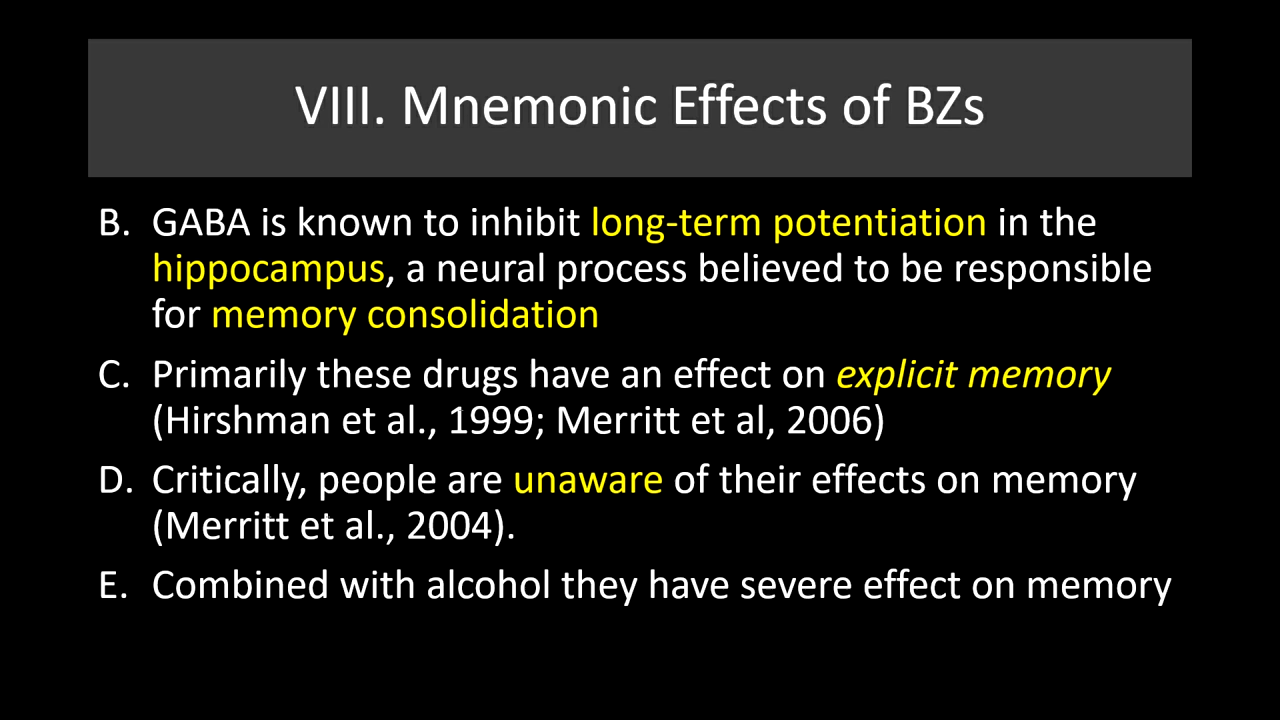 VIII. Mnemonic Effects of BZs
B. GABA is known to inhibit long-term potentiation in the
hippocampus, a neural process believed to be responsible
for memory consolidation
C. Primarily these drugs have an effect on explicit memory
(Hirshman et al., 1999; Merritt et al, 2006)
D. Critically, people are unaware of their effects on memory
(Merritt et al., 2004).
E. Combined with alcohol they have severe effect on memory